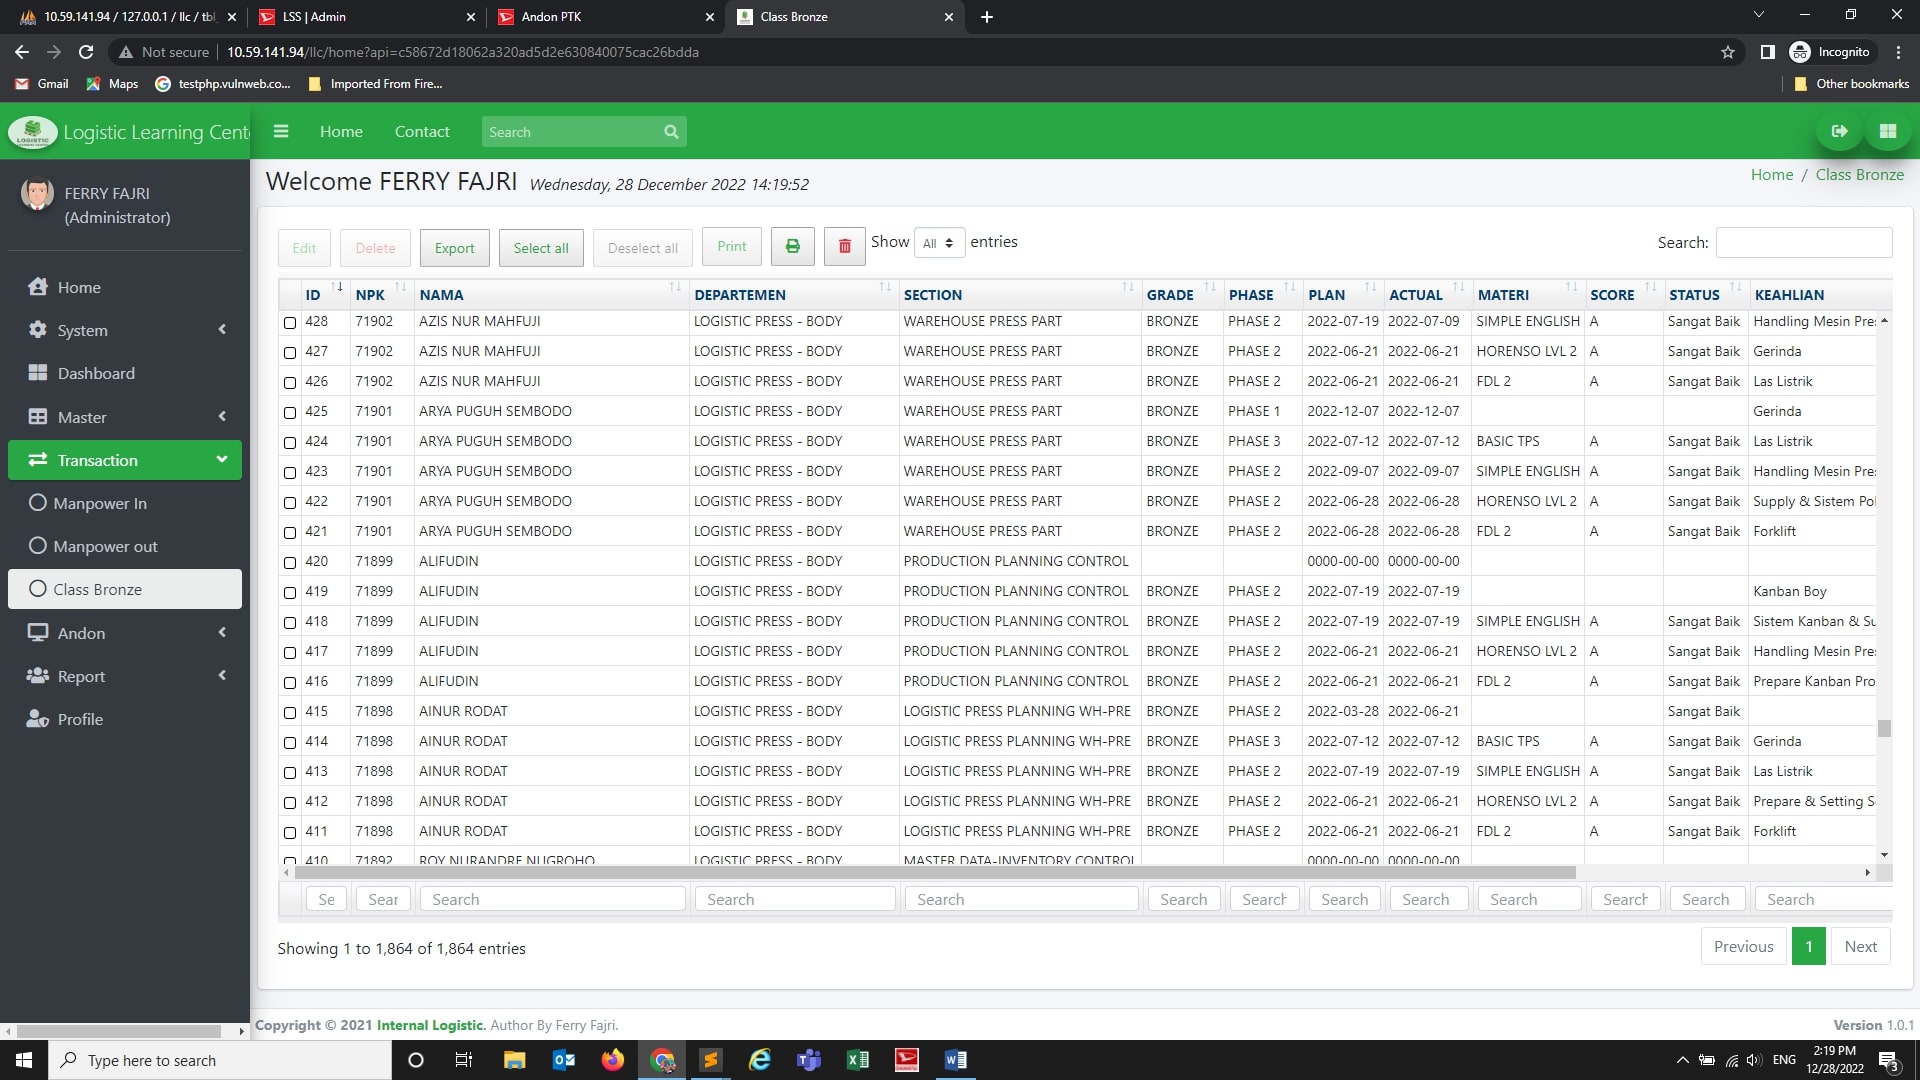 10.59.141.94 / 127.0.0.1 / llc / tbl_
LSS | Admin
Andon PTK
Class Bronze
Not secure
10.59.141.94/llc/home?api=c58672d18062a320ad5d2e630840075cac26bdda
Incognito
Gmail
Maps
testphp.vulnweb.co...
Imported From Fire...
Other bookmarks
Logistic Learning Cent
Home
Contact
Search
FERRY FAJRI
(Administrator)
Home
System
Dashboard
Master
Transaction
Manpower In
Manpower out
Class Bronze
Andon
Report
Profile
Welcome FERRY FAJRI Wednesday, 28 December 2022 14:19:52
Home / Class Bronze
Edit Delete Export Select all Deselect all Print Show All entries Search:
ID NPK NAMA DEPARTEMEN SECTION GRADE PHASE PLAN ACTUAL MATERI SCORE STATUS KEAHLIAN
428 71902 AZIS NUR MAHFUJI LOGISTIC PRESS - BODY WAREHOUSE PRESS PART BRONZE PHASE 2 2022-07-19 2022-07-09 SIMPLE ENGLISH A Sangat Baik Handling Mesin Pre
427 71902 AZIS NUR MAHFUJI LOGISTIC PRESS - BODY WAREHOUSE PRESS PART BRONZE PHASE 2 2022-06-21 2022-06-21 HORENSO LVL 2 A Sangat Baik Gerinda
426 71902 AZIS NUR MAHFUJI LOGISTIC PRESS - BODY WAREHOUSE PRESS PART BRONZE PHASE 2 2022-06-21 2022-06-21 FDL 2 A Sangat Baik Las Listrik
425 71901 ARYA PUGUH SEMBODO LOGISTIC PRESS - BODY WAREHOUSE PRESS PART BRONZE PHASE 1 2022-12-07 2022-12-07 Gerinda
424 71901 ARYA PUGUH SEMBODO LOGISTIC PRESS - BODY WAREHOUSE PRESS PART BRONZE PHASE 3 2022-07-12 2022-07-12 BASIC TPS A Sangat Baik Las Listrik
423 71901 ARYA PUGUH SEMBODO LOGISTIC PRESS - BODY WAREHOUSE PRESS PART BRONZE PHASE 2 2022-09-07 2022-09-07 SIMPLE ENGLISH A Sangat Baik Handling Mesin Pre
422 71901 ARYA PUGUH SEMBODO LOGISTIC PRESS - BODY WAREHOUSE PRESS PART BRONZE PHASE 2 2022-06-28 2022-06-28 HORENSO LVL 2 A Sangat Baik Supply & Sistem Po
421 71901 ARYA PUGUH SEMBODO LOGISTIC PRESS - BODY WAREHOUSE PRESS PART BRONZE PHASE 2 2022-06-28 2022-06-28 FDL 2 A Sangat Baik Forklift
420 71899 ALIFUDIN LOGISTIC PRESS - BODY PRODUCTION PLANNING CONTROL 0000-00-00 0000-00-00
419 71899 ALIFUDIN LOGISTIC PRESS - BODY PRODUCTION PLANNING CONTROL BRONZE PHASE 2 2022-07-19 2022-07-19 Kanban Boy
418 71899 ALIFUDIN LOGISTIC PRESS - BODY PRODUCTION PLANNING CONTROL BRONZE PHASE 2 2022-07-19 2022-07-19 SIMPLE ENGLISH A Sangat Baik Sistem Kanban & Su
417 71899 ALIFUDIN LOGISTIC PRESS - BODY PRODUCTION PLANNING CONTROL BRONZE PHASE 2 2022-06-21 2022-06-21 HORENSO LVL 2 A Sangat Baik Handling Mesin Pre
416 71899 ALIFUDIN LOGISTIC PRESS - BODY PRODUCTION PLANNING CONTROL BRONZE PHASE 2 2022-06-21 2022-06-21 FDL 2 A Sangat Baik Prepare Kanban Pro
415 71898 AINUR RODAT LOGISTIC PRESS - BODY LOGISTIC PRESS PLANNING WH-PRE BRONZE PHASE 2 2022-03-28 2022-06-21 Sangat Baik
414 71898 AINUR RODAT LOGISTIC PRESS - BODY LOGISTIC PRESS PLANNING WH-PRE BRONZE PHASE 3 2022-07-12 2022-07-12 BASIC TPS A Sangat Baik Gerinda
413 71898 AINUR RODAT LOGISTIC PRESS - BODY LOGISTIC PRESS PLANNING WH-PRE BRONZE PHASE 2 2022-07-19 2022-07-19 SIMPLE ENGLISH A Sangat Baik Las Listrik
412 71898 AINUR RODAT LOGISTIC PRESS - BODY LOGISTIC PRESS PLANNING WH-PRE BRONZE PHASE 2 2022-06-21 2022-06-21 HORENSO LVL 2 A Sangat Baik Prepare & Setting S
411 71898 AINUR RODAT LOGISTIC PRESS - BODY LOGISTIC PRESS PLANNING WH-PRE BRONZE PHASE 2 2022-06-21 2022-06-21 FDL 2 A Sangat Baik Forklift
410 71892 ROY NURANDRE NUGROHO LOGISTIC PRESS - BODY MASTER DATA-INVENTORY CONTROL 0000-00-00 0000-00-00
Se Sear Search Search Search Search Search Search Search Search Search Search Search
Showing 1 to 1,864 of 1,864 entries
Previous 1 Next
Copyright © 2021 Internal Logistic. Author By Ferry Fajri.
Version 1.0.1
Type here to search
ENG
2:19 PM
12/28/2022
3